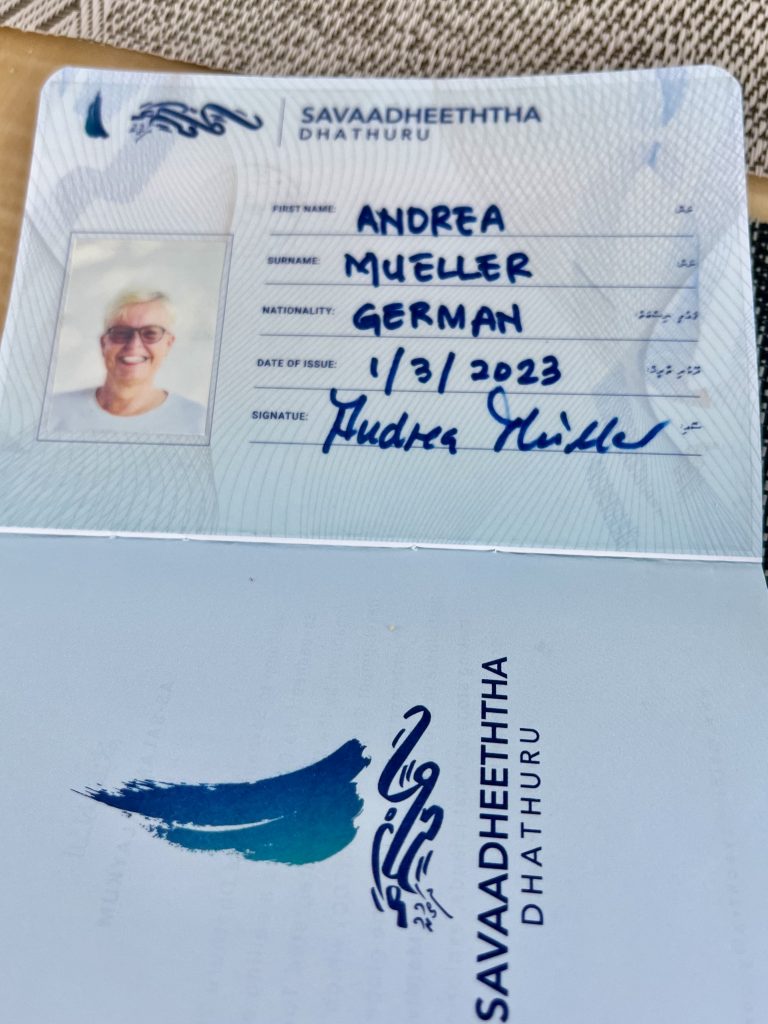 SAVAADHEETHTHA
DHATHURU
FIRST NAME: ANDREA
SURNAME: MUELLER
NATIONALITY: GERMAN
DATE OF ISSUE: 1/3/2023
SIGNATUE: Andrea Müller
SAVAADHEETHTHA
DHATHURU